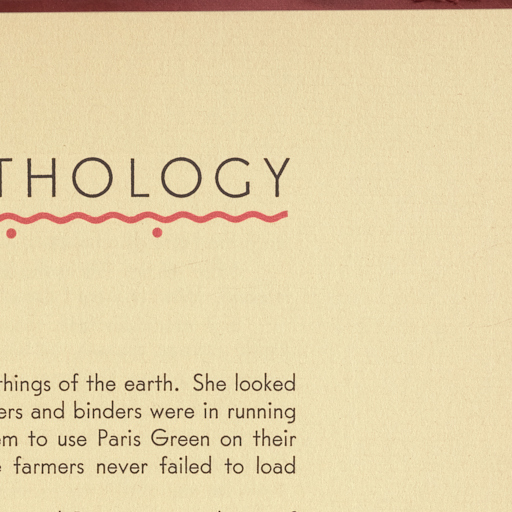 THOLOGY
things of the earth. She looked
ers and binders were in running
em to use Paris Green on their
farmers never failed to load